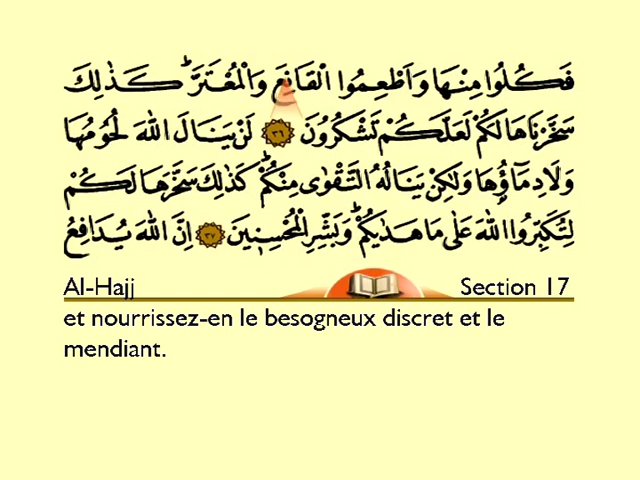 فَكُلُوا مِنْهَا وَأَطْعِمُوا الْقَانِعَ وَالْمُعْتَرَّ ۚ كَذَٰلِكَ
سَخَّرْنَاهَا لَكُمْ لَعَلَّكُمْ تَشْكُرُونَ ٣٦ لَنْ يَنَالَ اللَّهَ لُحُومُهَا
وَلَا دِمَاؤُهَا وَلَٰكِنْ يَنَالُهُ التَّقْوَىٰ مِنْكُمْ ۚ كَذَٰلِكَ سَخَّرَهَا لَكُمْ
لِتُكَبِّرُوا اللَّهَ عَلَىٰ مَا هَدَاكُمْ ۗ وَبَشِّرِ الْمُحْسِنِينَ ٣٧ إِنَّ اللَّهَ يُدَافِعُ
Al-Hajj Section 17
et nourrissez-en le besogneux discret et le
mendiant.